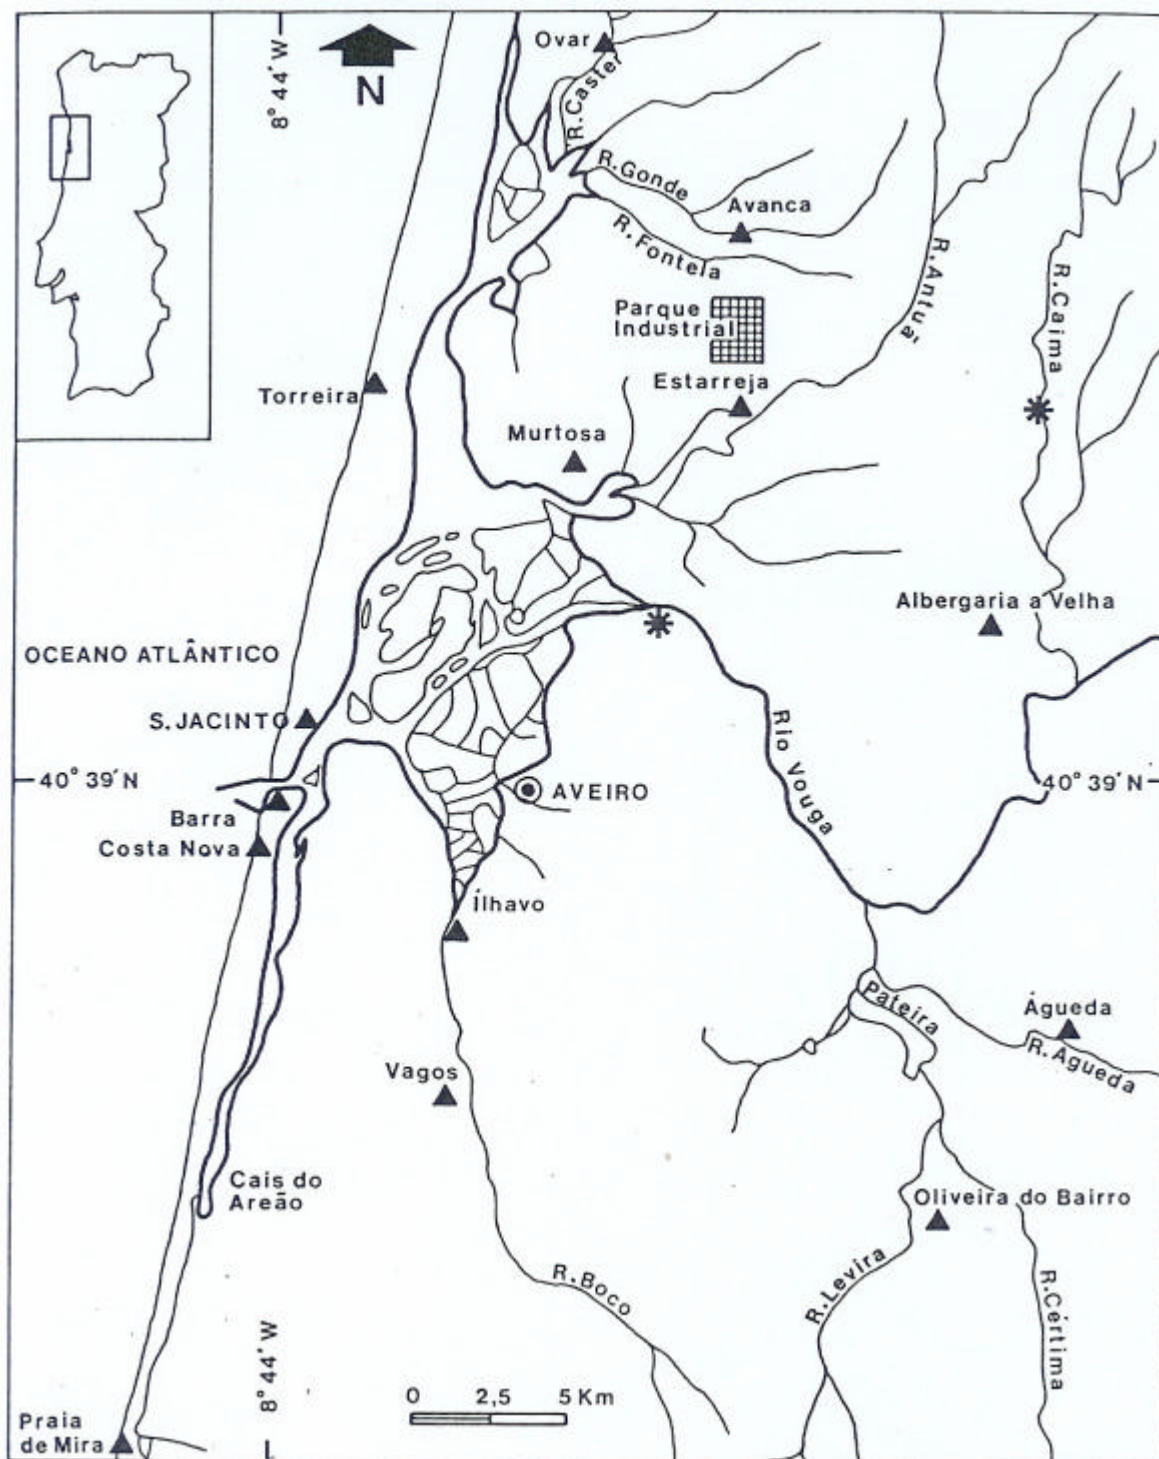 Ovar
8° 44' W
N
R.Caster
R.Gonde
Avanca
R. Fontela
R.Antuã
R.Caima
Parque
Industrial
Estarreja
Torreira
Murtosa
Albergaria a Velha
OCEANO ATLÂNTICO
S.JACINTO
Rio Vouga
40° 39' N
AVEIRO
40° 39' N
Barra
Costa Nova
Ílhavo
Pateira
Águeda
R.Agueda
Vagos
Cais do
Areão
Oliveira do Bairro
R.Boco
R.Levira
R.Cértima
8° 44' W
0 2,5 5 Km
Praia
de Mira